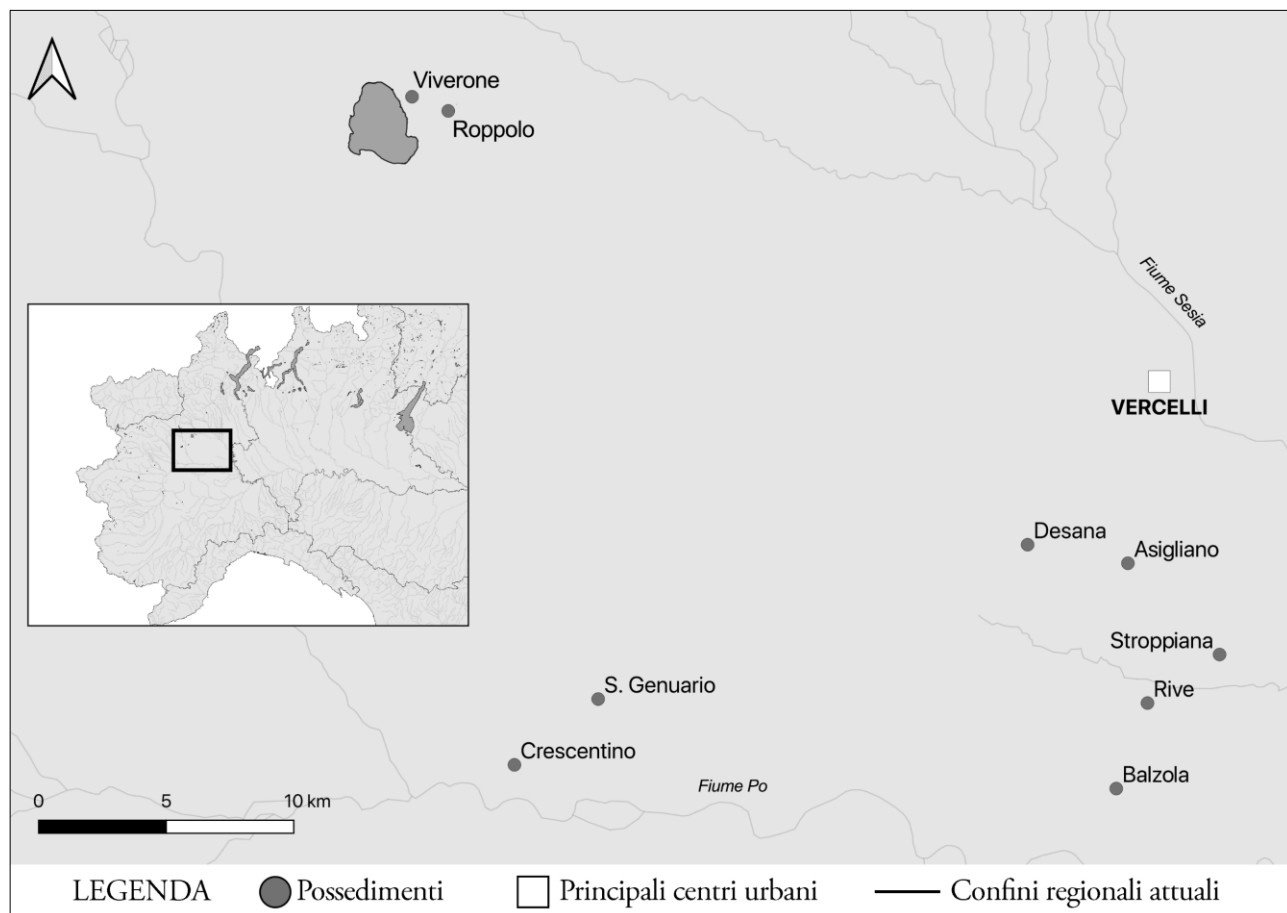 Viverone
Roppolo
Fiume Sesia
VERCELLI
Desana
Asigliano
Stroppiana
Rive
S. Genuario
Crescentino
Balzola
Fiume Po
0 5 10 km
LEGENDA Possedimenti Principali centri urbani Confini regionali attuali